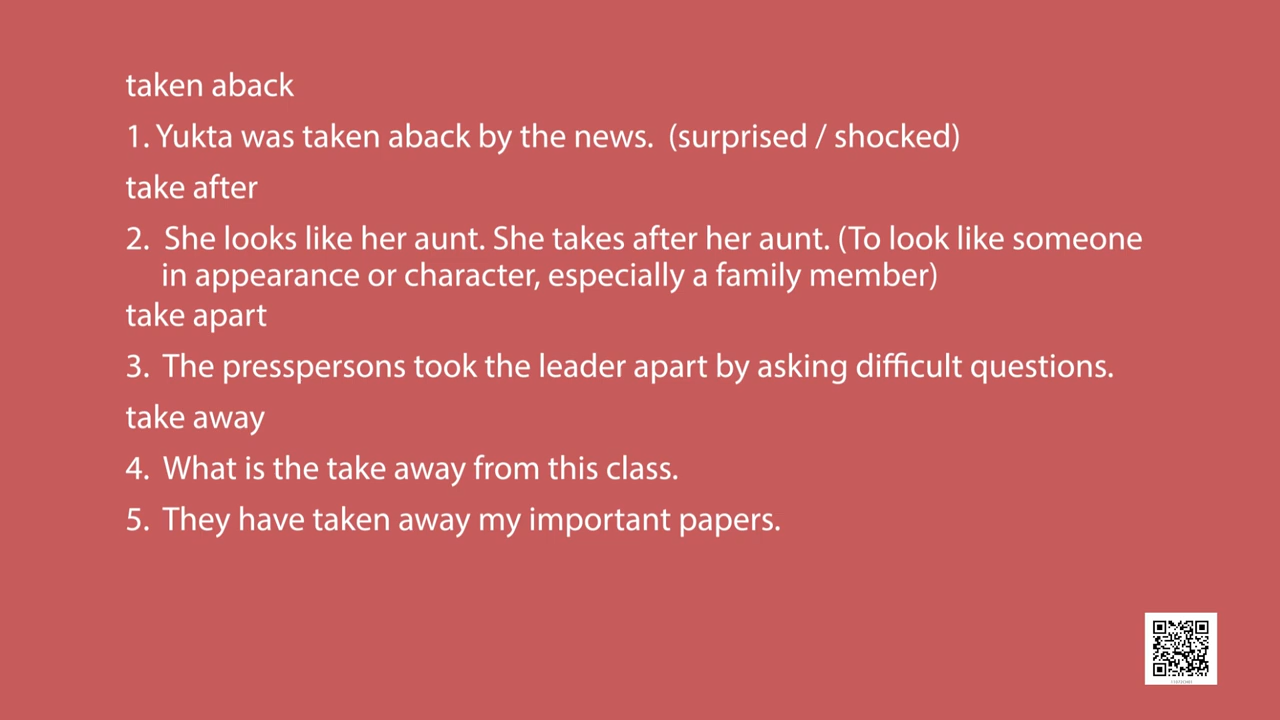 taken aback
1. Yukta was taken aback by the news. (surprised / shocked)
take after
2. She looks like her aunt. She takes after her aunt. (To look like someone
in appearance or character, especially a family member)
take apart
3. The presspersons took the leader apart by asking difficult questions.
take away
4. What is the take away from this class.
5. They have taken away my important papers.